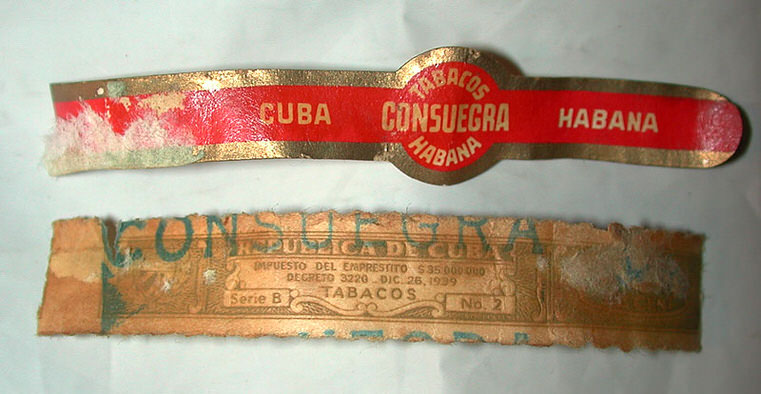 TABACOS
CUBA CONSUEGRA HABANA
HABANA
CONSUEGRA
REPUBLICA DE CUBA
IMPUESTO DEL EMPRESTITO $35.000.000
DECRETO 3220 . DIC. 26, 1939
TABACOS
Serie B No. 2